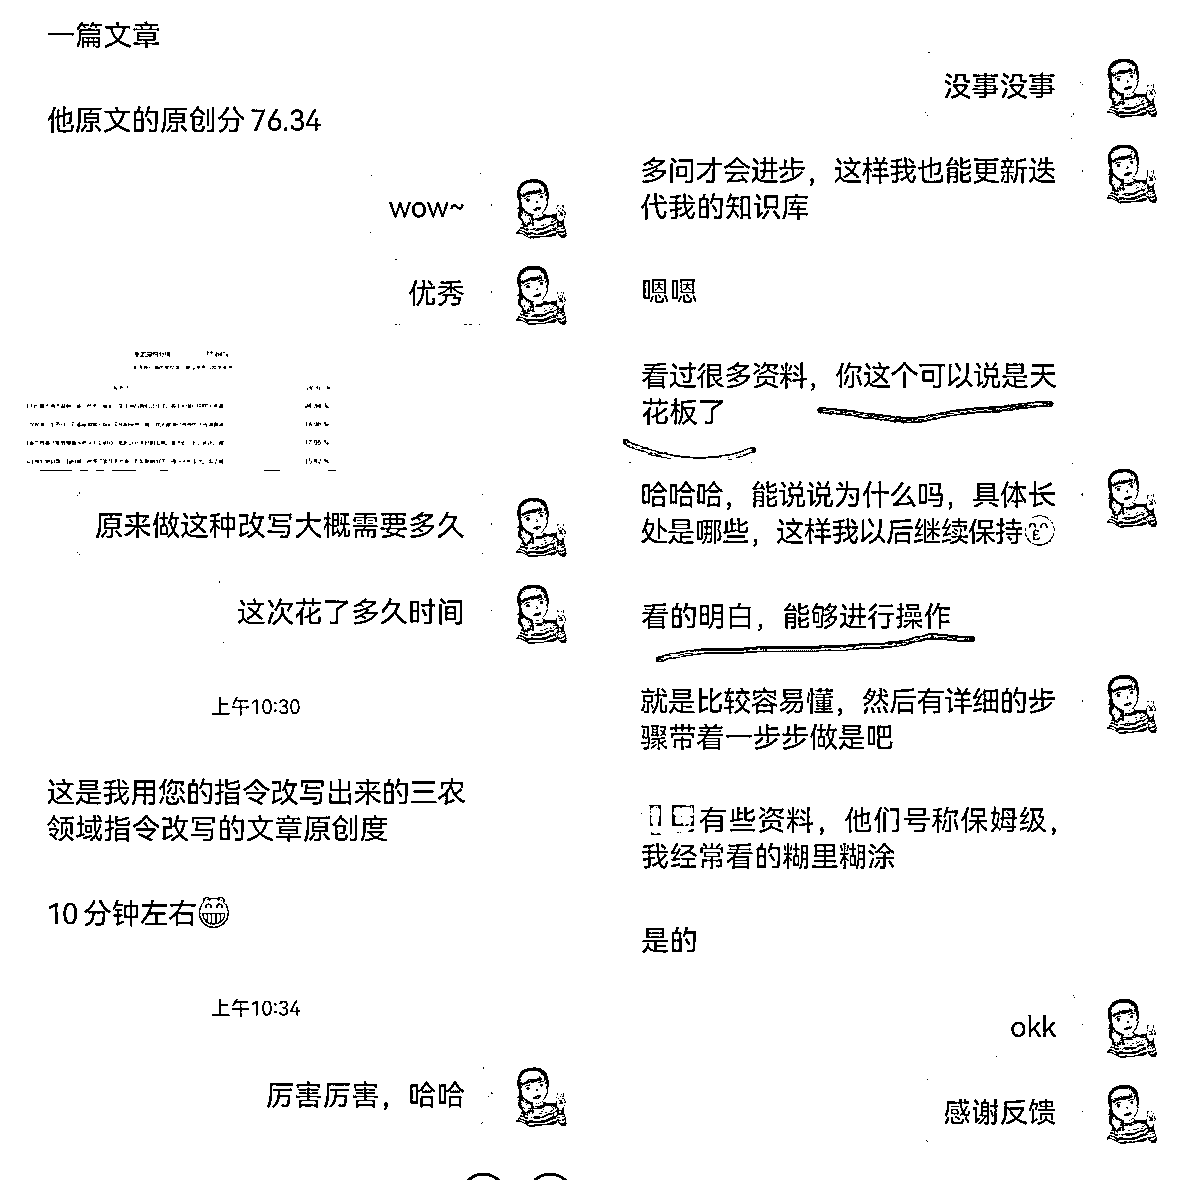 一篇文章
他原文的原创分 76.34
wow~
优秀
原来做这种改写大概需要多久
这次花了多久时间
上午10:30
这是我用您的指令改写出来的三农
领域指令改写的文章原创度
10 分钟左右
上午10:34
厉害厉害，哈哈
没事没事
多问才会进步，这样我也能更新迭
代我的知识库
嗯嗯
看过很多资料，你这个可以说是天
花板了
哈哈哈，能说说为什么吗，具体长
处是哪些，这样我以后继续保持
看的明白，能够进行操作
就是比较容易懂，然后有详细的步
骤带着一步步做是吧
有些资料，他们号称保姆级，
我经常看的糊里糊涂
是的
okk
感谢反馈